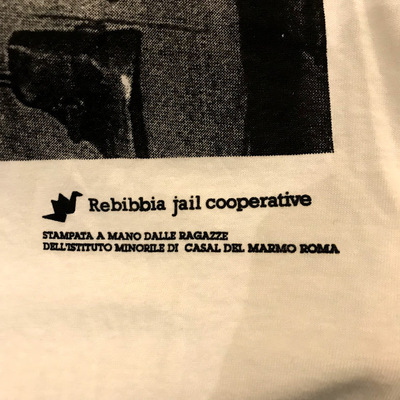 Rebibbia jail cooperative
STAMPATA A MANO DALLE RAGAZZE
DELL'ISTITUTO MINORILE DI CASAL DEL MARMO ROMA